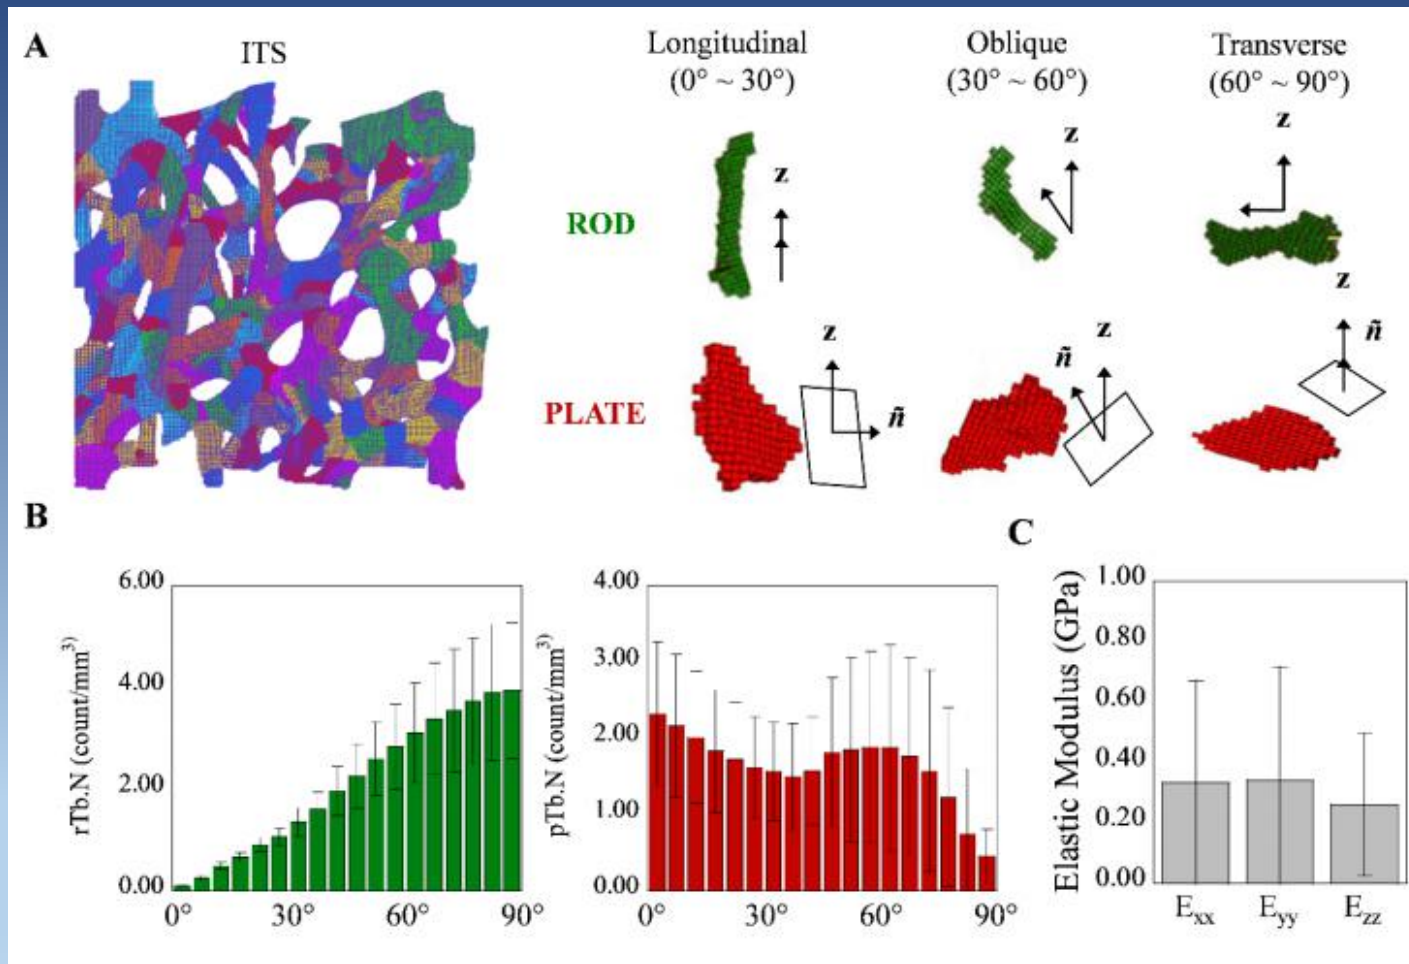 A
ITS
Longitudinal
(0° ~ 30°)
Oblique
(30° ~ 60°)
Transverse
(60° ~ 90°)
ROD
z
z
z
PLATE
z
ñ
z
ñ
z
ñ
B
rTb.N (count/mm³)
6.00
4.00
2.00
0.00
0°
30°
60°
90°
pTb.N (count/mm³)
4.00
3.00
2.00
1.00
0.00
0°
30°
60°
90°
C
Elastic Modulus (GPa)
1.00
0.80
0.60
0.40
0.20
0.00
Exx
Eyy
Ezz